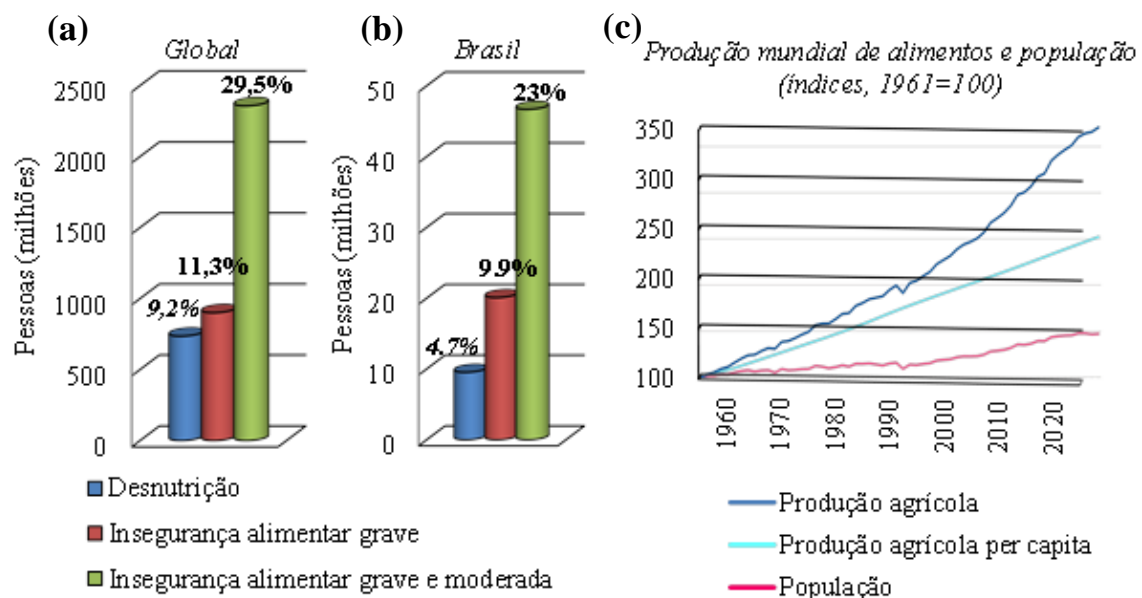 (a)
Global
Pessoas (milhões)
2500
2000
1500
1000
500
0
9,2%
11,3%
29,5%
(b)
Brasil
Pessoas (milhões)
50
40
30
20
10
0
4.7%
9.9%
23%
Desnutrição
Insegurança alimentar grave
Insegurança alimentar grave e moderada
(c)
Produção mundial de alimentos e população
(índices, 1961=100)
350
300
250
200
150
100
1960
1970
1980
1990
2000
2010
2020
Produção agrícola
Produção agrícola per capita
População